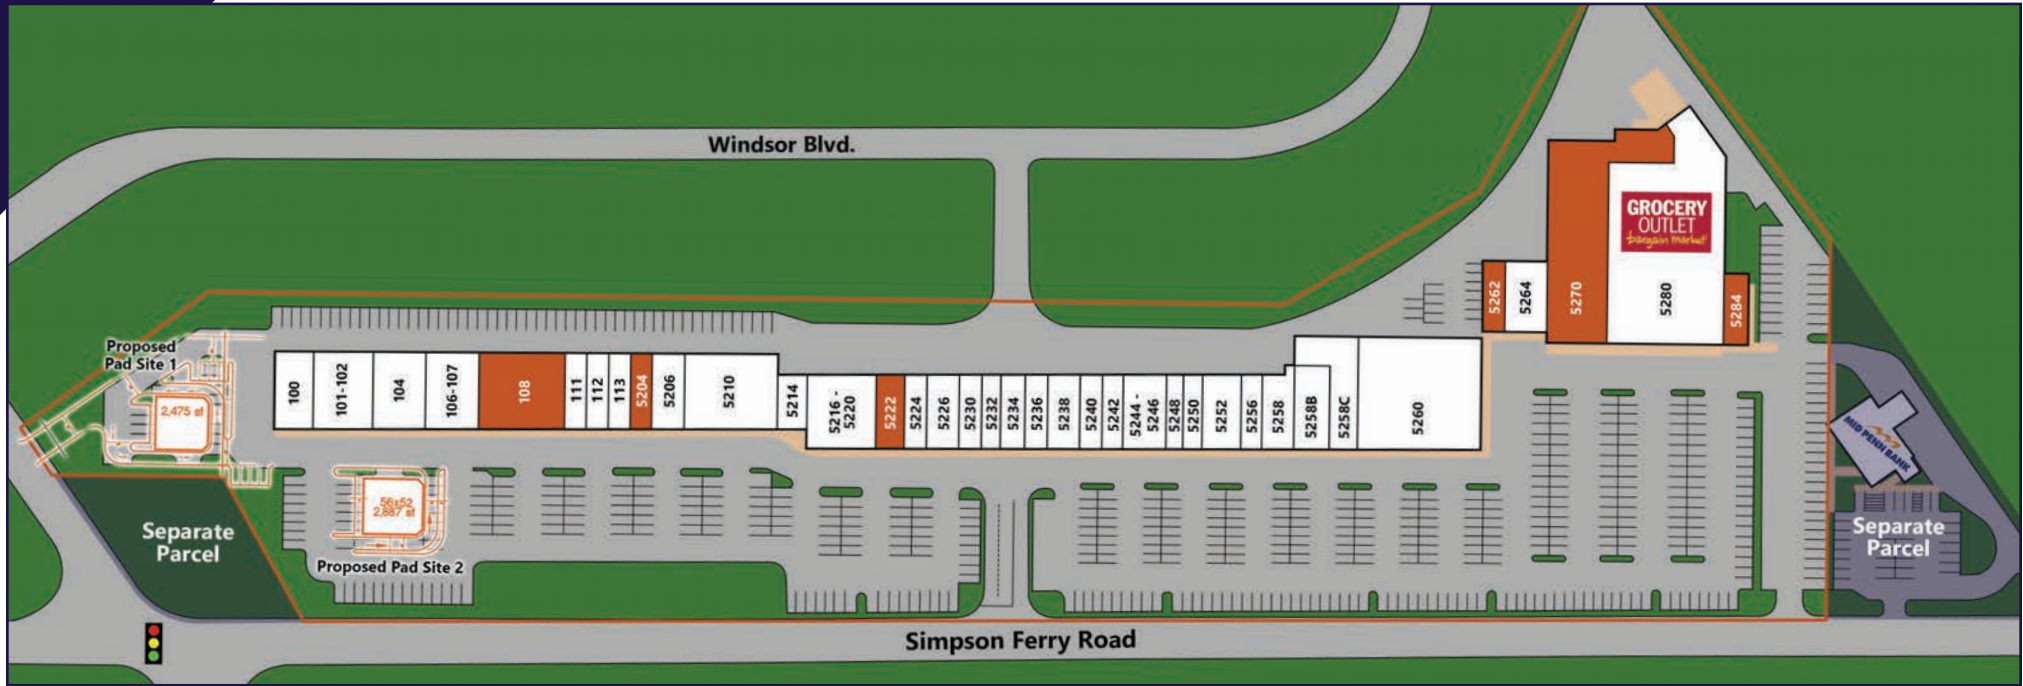 Windsor Blvd.
GROCERY
OUTLET
bargain market
5262
5264
5270
5280
5284
Proposed
Pad Site 1
2,475 sf
100
101-102
104
106-107
108
111
112
113
5204
5206
5210
5214
5216 -
5220
5222
5224
5226
5230
5232
5234
5236
5238
5240
5242
5244 -
5246
5248
5250
5252
5256
5258
5258B
5258C
5260
MID PENN BANK
56x52
2,887 sf
Proposed Pad Site 2
Separate
Parcel
Separate
Parcel
Simpson Ferry Road